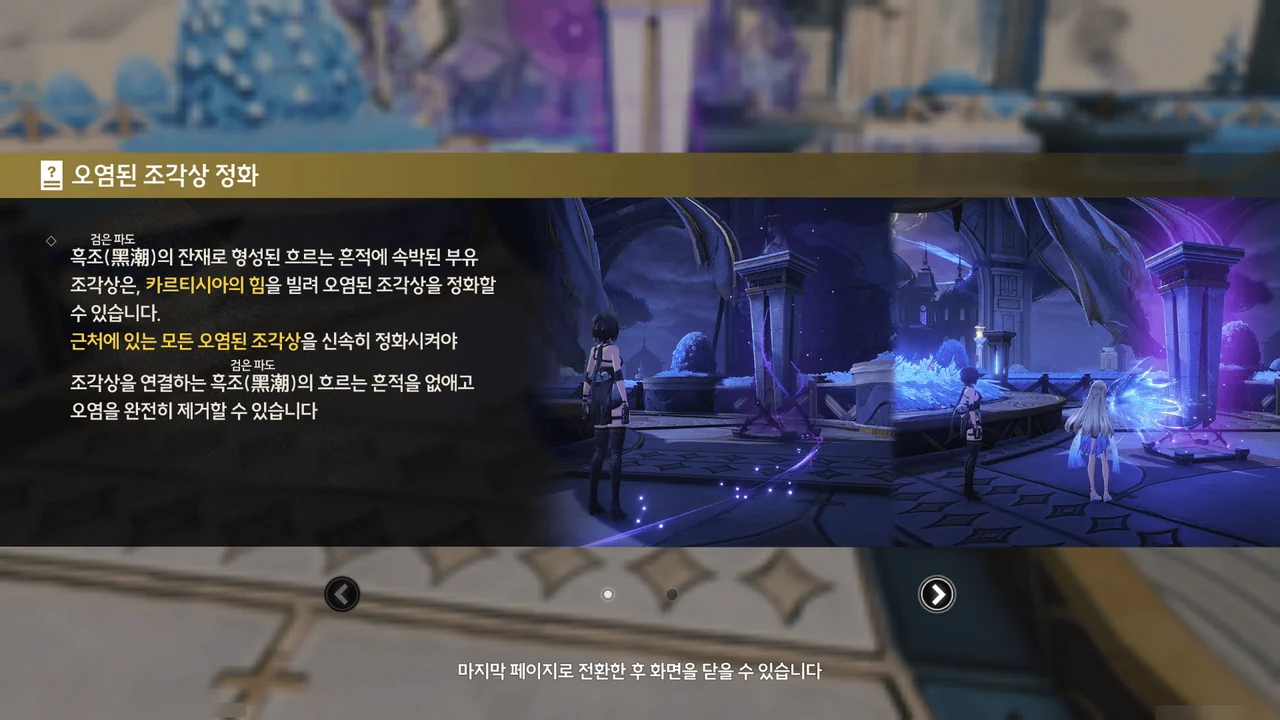 오염된 조각상 정화
검은 파도
흑조(黑潮)의 잔재로 형성된 흐르는 흔적에 속박된 부유
조각상은, 카르티시아의 힘을 빌려 오염된 조각상을 정화할
수 있습니다.
근처에 있는 모든 오염된 조각상을 신속히 정화시켜야
검은 파도
조각상을 연결하는 흑조(黑潮)의 흐르는 흔적을 없애고
오염을 완전히 제거할 수 있습니다
마지막 페이지로 전환한 후 화면을 닫을 수 있습니다